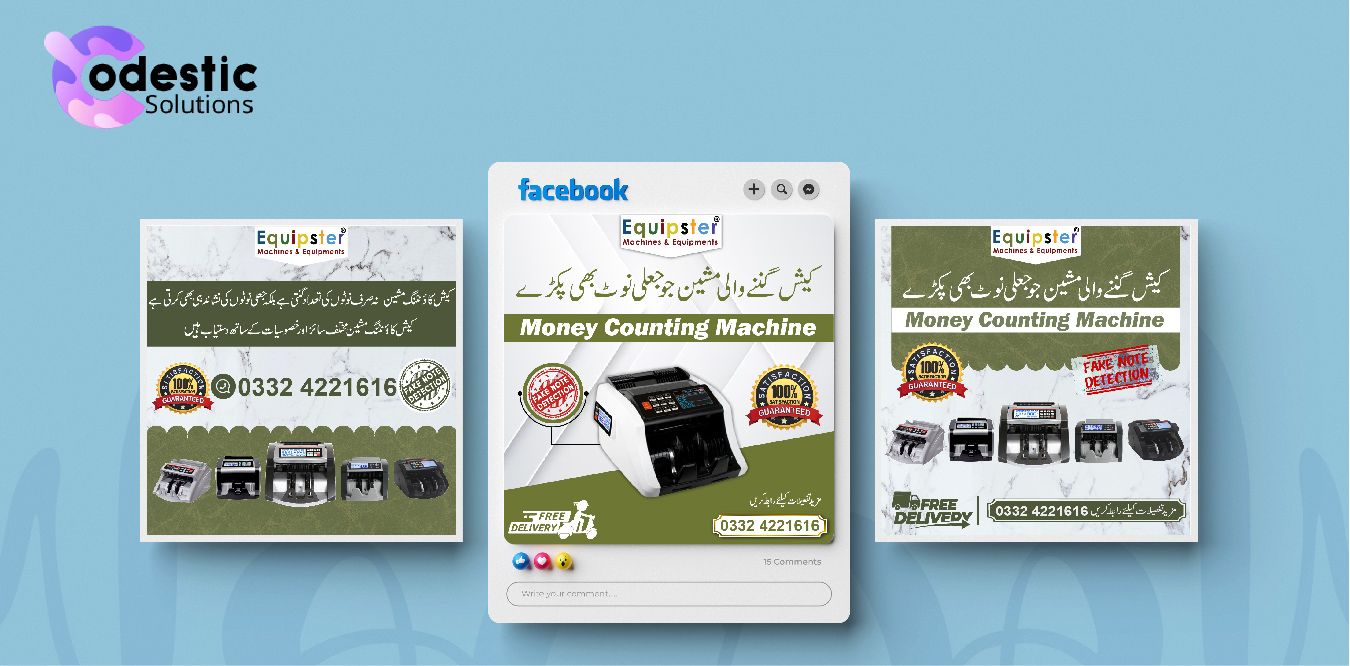 Codestic
Solutions
Equipster®
Machines & Equipments
کیش کاؤنٹنگ مشین نہ صرف نوٹوں کی تعداد گنتی ہے بلکہ جعلی نوٹوں کی نشاندہی بھی کرتی ہے
کیش کاؤنٹنگ مشین مختلف سائز اور خصوصیات کے ساتھ دستیاب ہیں
SATISFACTION
100%
SATISFACTION
GUARANTEED
0332 4221616
FAKE NOTE
DETECTION
facebook
Equipster®
Machines & Equipments
کیش گننے والی مشین جو جعلی نوٹ بھی پکڑے
Money Counting Machine
FAKE NOTE
DETECTION
SATISFACTION
100%
SATISFACTION
GUARANTEED
مزید تفصیلات کیلئے رابطہ کریں
FREE
DELIVERY
0332 4221616
15 Comments
Write your comment....
Equipster®
Machines & Equipments
کیش گننے والی مشین جو جعلی نوٹ بھی پکڑے
Money Counting Machine
SATISFACTION
100%
SATISFACTION
GUARANTEED
FAKE NOTE
DETECTION
FREE
DELIVERY
0332 4221616 مزید تفصیلات کیلئے رابطہ کریں